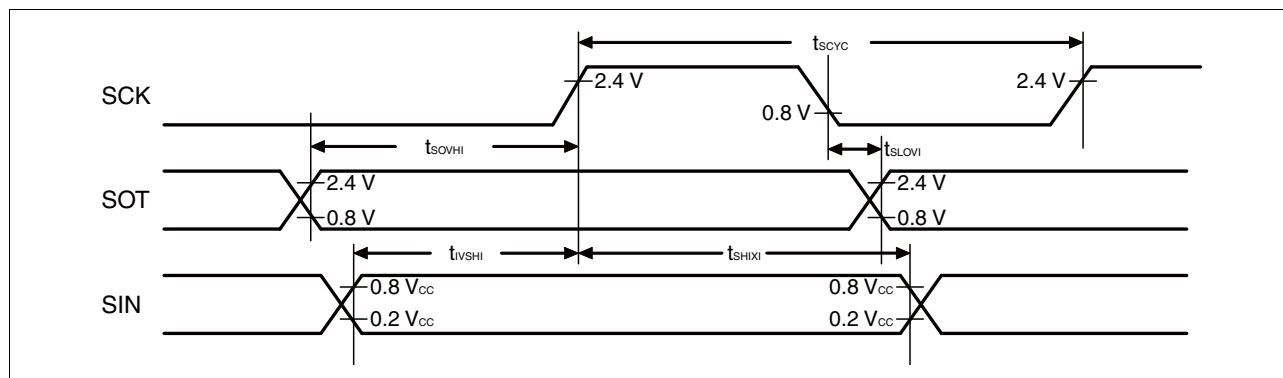 tSCYC
SCK
2.4 V
0.8 V
2.4 V
tSOVHI
tSLOVI
SOT
2.4 V
0.8 V
2.4 V
0.8 V
tIVSHI
tSHIXI
SIN
0.8 VCC
0.2 VCC
0.8 VCC
0.2 VCC